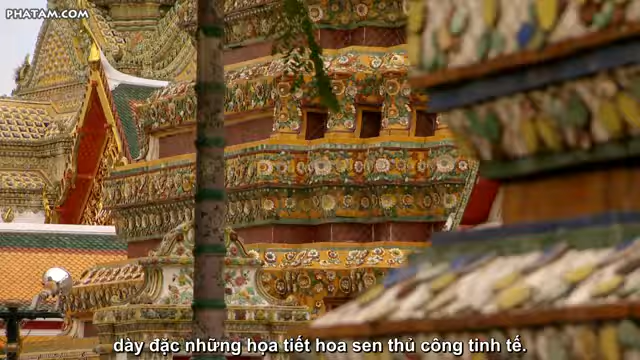 PHATAM.COM
dày đặc những họa tiết hoa sen thủ công tinh tế.